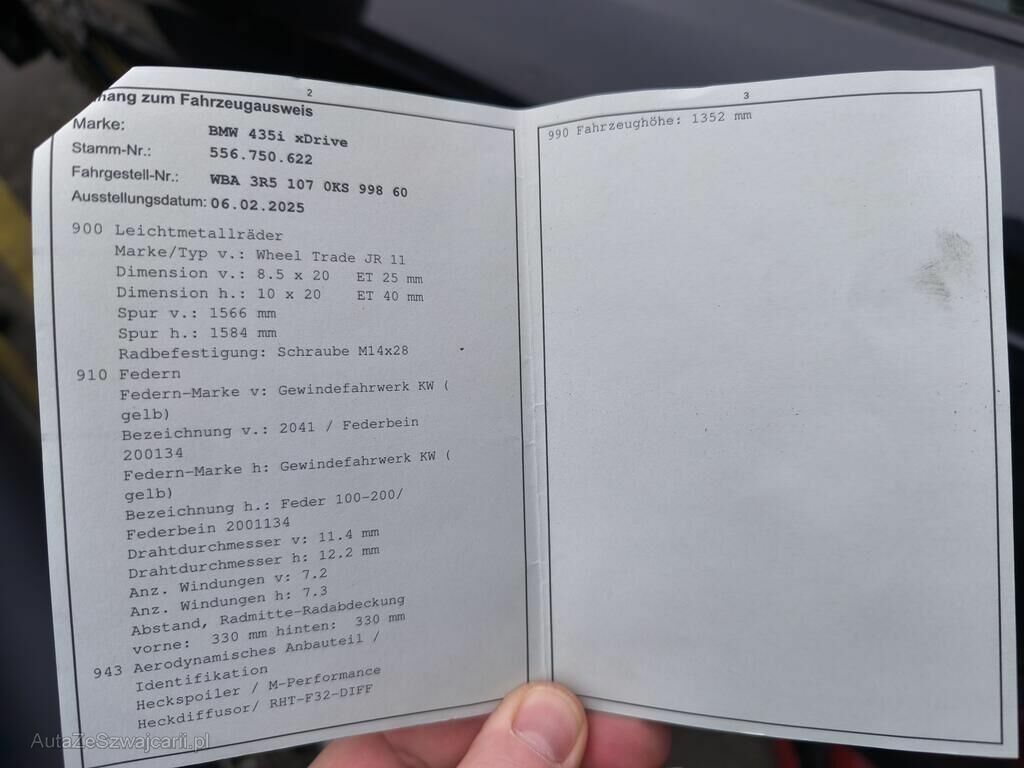 2
hang zum Fahrzeugausweis
Marke: BMW 435i xDrive
Stamm-Nr.: 556.750.622
Fahrgestell-Nr.: WBA 3R5 107 0KS 998 60
Ausstellungsdatum: 06.02.2025
900 Leichtmetallräder
Marke/Typ v.: Wheel Trade JR 11
Dimension v.: 8.5 x 20 ET 25 mm
Dimension h.: 10 x 20 ET 40 mm
Spur v.: 1566 mm
Spur h.: 1584 mm
Radbefestigung: Schraube M14x28
910 Federn
Federn-Marke v: Gewindefahrwerk KW (
gelb)
Bezeichnung v.: 2041 / Federbein
200134
Federn-Marke h: Gewindefahrwerk KW (
gelb)
Bezeichnung h.: Feder 100-200/
Federbein 2001134
Drahtdurchmesser v: 11.4 mm
Drahtdurchmesser h: 12.2 mm
Anz. Windungen v: 7.2
Anz. Windungen h: 7.3
Abstand, Radmitte-Radabdeckung
vorne: 330 mm hinten: 330 mm
943 Aerodynamisches Anbauteil /
Identifikation
Heckspoiler / M-Performance
Heckdiffusor/ RHT-F32-DIFF
3
990 Fahrzeughöhe: 1352 mm
AutaZeSzwajcarii.pl